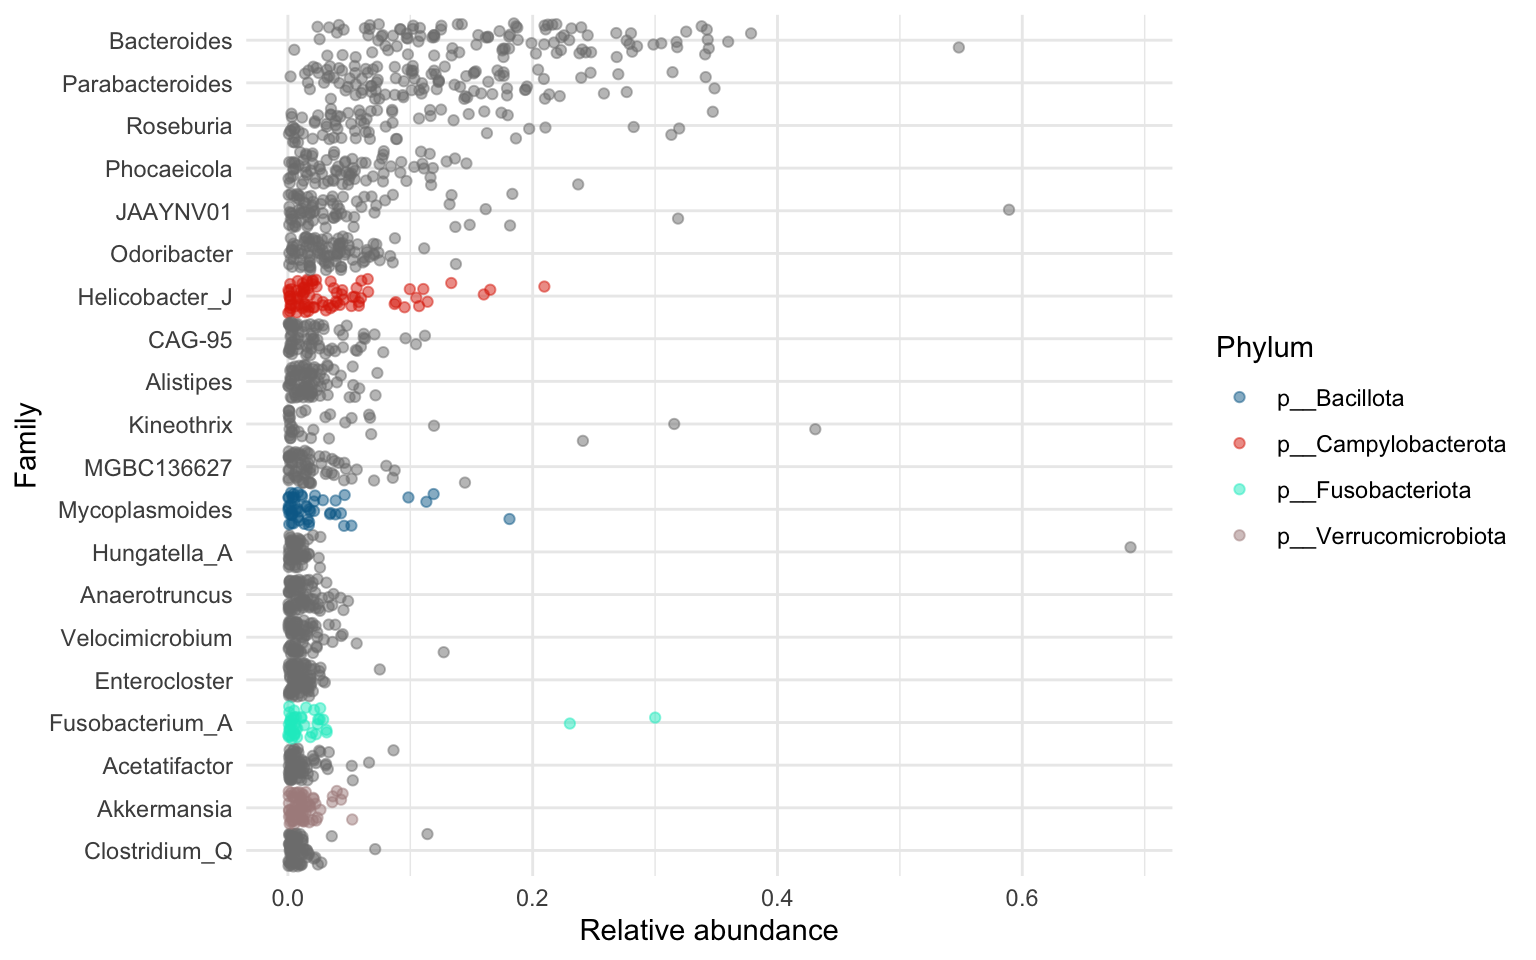 Family
Bacteroides
Parabacteroides
Roseburia
Phocaeicola
JAAYNV01
Odoribacter
Helicobacter_J
CAG-95
Alistipes
Kineothrix
MGBC136627
Mycoplasmoides
Hungatella_A
Anaerotruncus
Velocimicrobium
Enterocloster
Fusobacterium_A
Acetatifactor
Akkermansia
Clostridium_Q
0.0 0.2 0.4 0.6
Relative abundance
Phylum
p__Bacillota
p__Campylobacterota
p__Fusobacteriota
p__Verrucomicrobiota